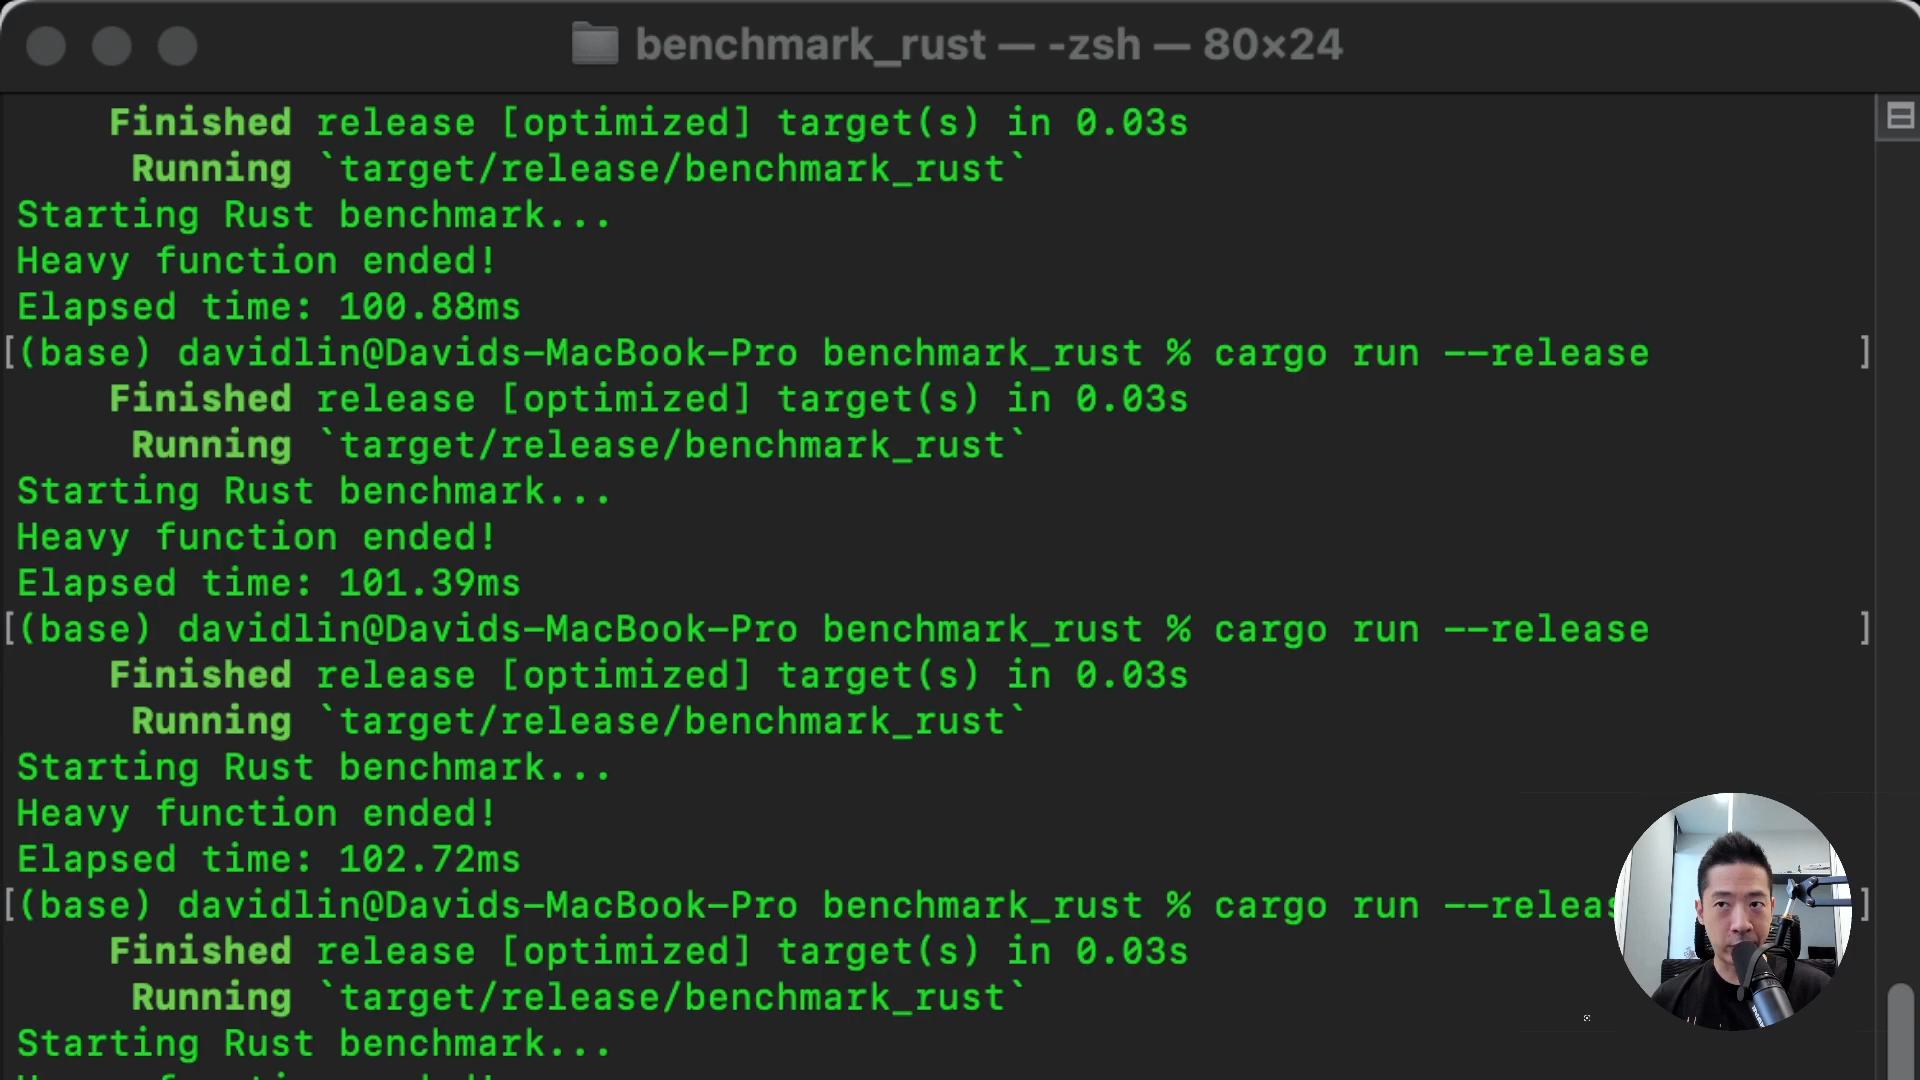 benchmark_rust — -zsh — 80×24
Finished release [optimized] target(s) in 0.03s
Running `target/release/benchmark_rust`
Starting Rust benchmark...
Heavy function ended!
Elapsed time: 100.88ms
[(base) davidlin@Davids-MacBook-Pro benchmark_rust % cargo run --release ]
Finished release [optimized] target(s) in 0.03s
Running `target/release/benchmark_rust`
Starting Rust benchmark...
Heavy function ended!
Elapsed time: 101.39ms
[(base) davidlin@Davids-MacBook-Pro benchmark_rust % cargo run --release ]
Finished release [optimized] target(s) in 0.03s
Running `target/release/benchmark_rust`
Starting Rust benchmark...
Heavy function ended!
Elapsed time: 102.72ms
[(base) davidlin@Davids-MacBook-Pro benchmark_rust % cargo run --releas ]
Finished release [optimized] target(s) in 0.03s
Running `target/release/benchmark_rust`
Starting Rust benchmark...